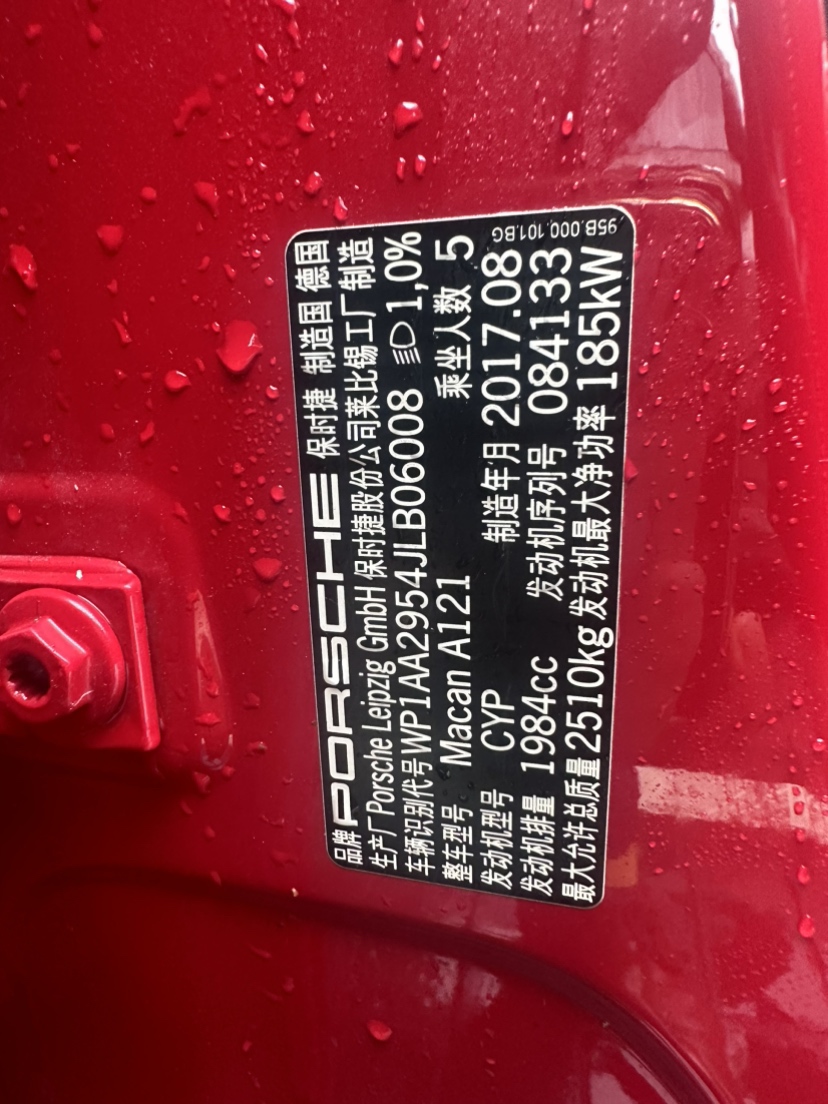 品牌 PORSCHE 保时捷 制造国 德国
生产厂 Porsche Leipzig GmbH 保时捷股份公司莱比锡工厂制造
车辆识别代号 WP1AA2954JLB06008 1,0%
整车型号 Macan A121 乘坐人数 5
发动机型号 CYP 制造年月 2017.08
发动机排量 1984cc 发动机序列号 084133
最大允许总质量 2510kg 发动机最大净功率 185kW
95B.000.101.BG